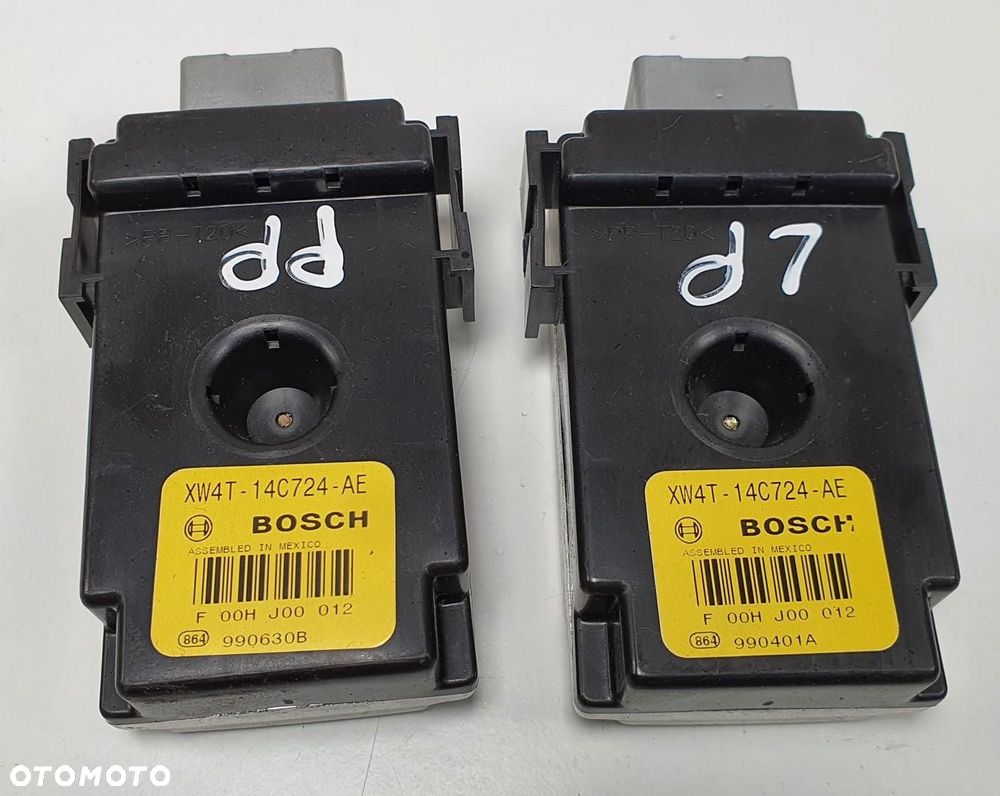 >PP-T20<
PP
XW4T-14C724-AE
BOSCH
ASSEMBLED IN MEXICO
F 00H J00 012
864 990630B
>PP-T20<
LP
XW4T-14C724-AE
BOSCH
ASSEMBLED IN MEXICO
F 00H J00 012
864 990401A
OTOMOTO